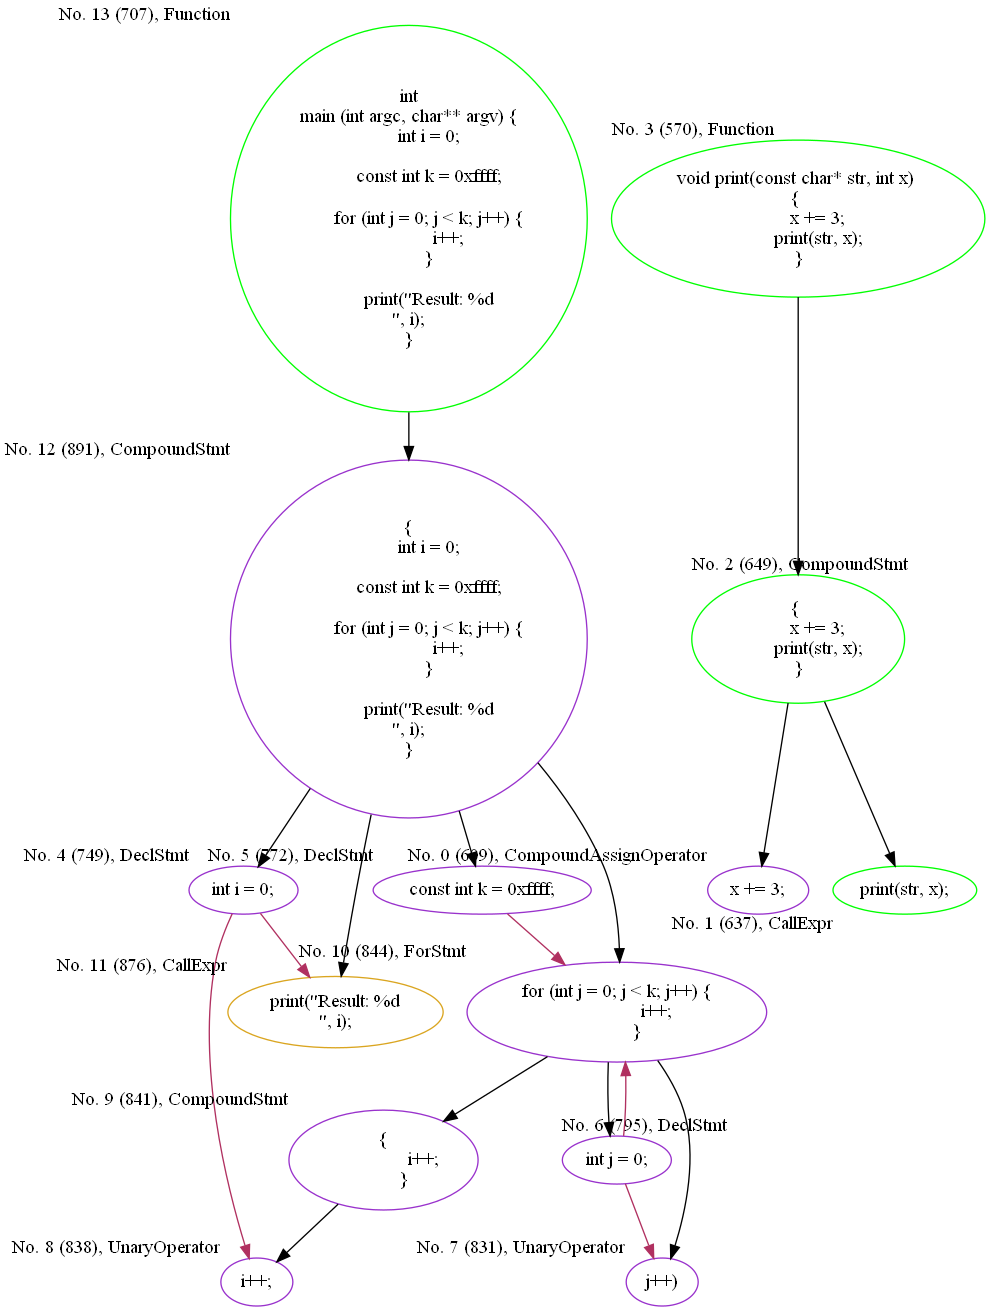 No. 13 (707), Function
int
main (int argc, char** argv) {
int i = 0;
const int k = 0xffff;
for (int j = 0; j < k; j++) {
i++;
}
print("Result: %d
", i);
}
No. 3 (570), Function
void print(const char* str, int x)
{
x += 3;
print(str, x);
}
No. 12 (891), CompoundStmt
{
int i = 0;
const int k = 0xffff;
for (int j = 0; j < k; j++) {
i++;
}
print("Result: %d
", i);
}
No. 2 (649), CompoundStmt
{
x += 3;
print(str, x);
}
No. 4 (749), DeclStmt
int i = 0;
No. 5 (772), DeclStmt
const int k = 0xffff;
No. 0 (609), CompoundAssignOperator
x += 3;
No. 1 (637), CallExpr
print(str, x);
No. 11 (876), CallExpr
print("Result: %d
", i);
No. 10 (844), ForStmt
for (int j = 0; j < k; j++) {
i++;
}
No. 9 (841), CompoundStmt
{
i++;
}
No. 6 (795), DeclStmt
int j = 0;
No. 8 (838), UnaryOperator
i++;
No. 7 (831), UnaryOperator
j++)